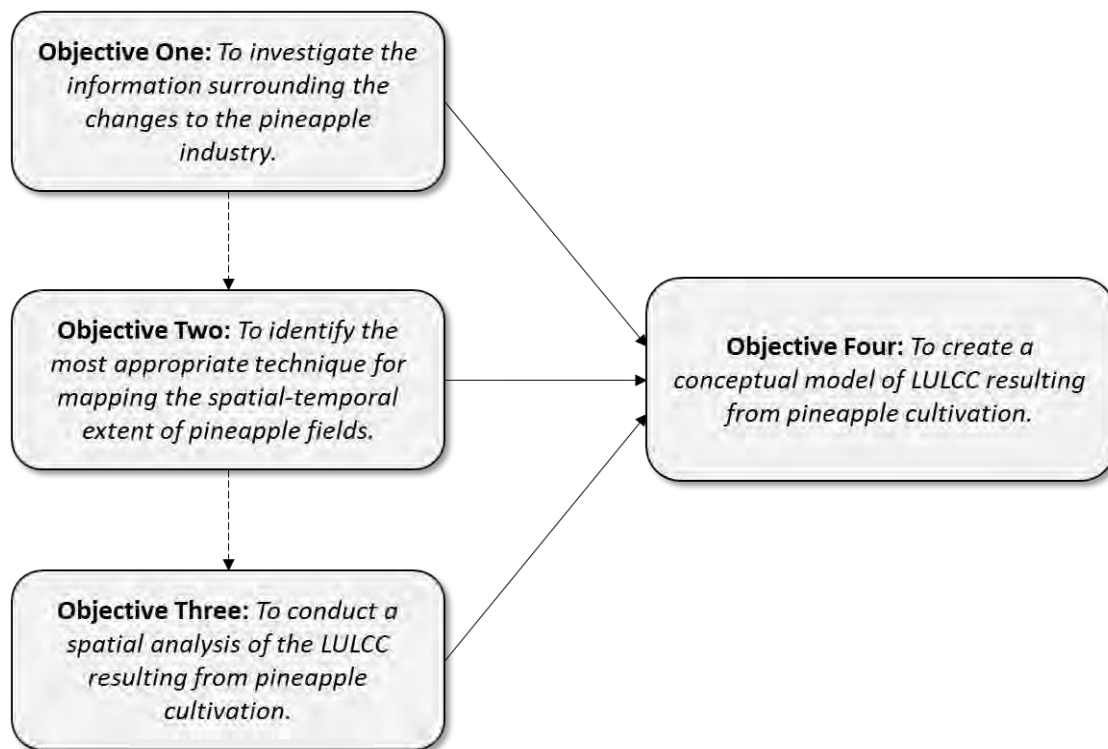 Objective One: To investigate the
information surrounding the
changes to the pineapple
industry.
Objective Two: To identify the
most appropriate technique for
mapping the spatial-temporal
extent of pineapple fields.
Objective Three: To conduct a
spatial analysis of the LULCC
resulting from pineapple
cultivation.
Objective Four: To create a
conceptual model of LULCC resulting
from pineapple cultivation.